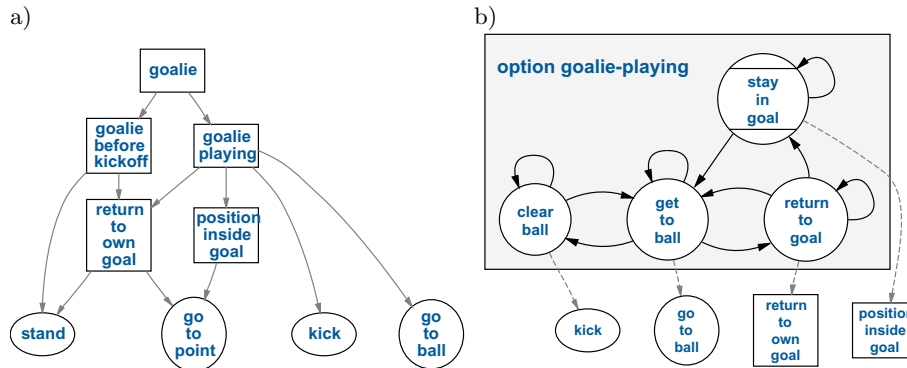 a)
goalie
goalie
before
kickoff
goalie
playing
return
to
own
goal
position
inside
goal
stand
go
to
point
kick
go
to
ball
b)
option goalie-playing
stay
in
goal
clear
ball
get
to
ball
return
to
goal
kick
go
to
ball
return
to
own
goal
position
inside
goal